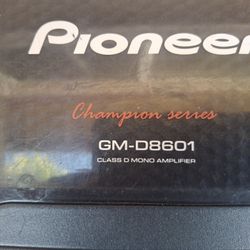 Pioneer
Champion series
GM-D8601
CLASS D MONO AMPLIFIER